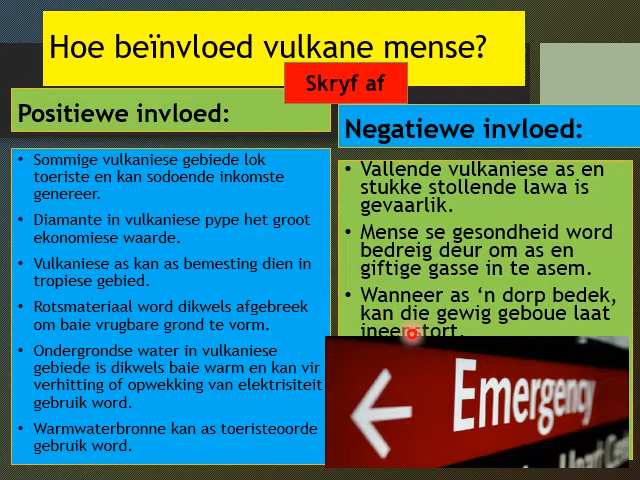 Hoe beïnvloed vulkane mense?
Skryf af
Positiewe invloed:
• Sommige vulkaniese gebiede lok
toeriste en kan sodoende inkomste
genereer.
• Diamante in vulkaniese pype het groot
ekonomiese waarde.
• Vulkaniese as kan as bemesting dien in
tropiese gebied.
• Rotsmateriaal word dikwels afgebreek
om baie vrugbare grond te vorm.
• Ondergrondse water in vulkaniese
gebiede is dikwels baie warm en kan vir
verhitting of opwekking van elektrisiteit
gebruik word.
• Warmwaterbronne kan as toeristeoorde
gebruik word.
Negatiewe invloed:
• Vallende vulkaniese as en
stukke stollende lawa is
gevaarlik.
• Mense se gesondheid word
bedreig deur om as en
giftige gasse in te asem.
• Wanneer as ‘n dorp bedek,
kan die gewig geboue laat
ineenstort.
Emergency